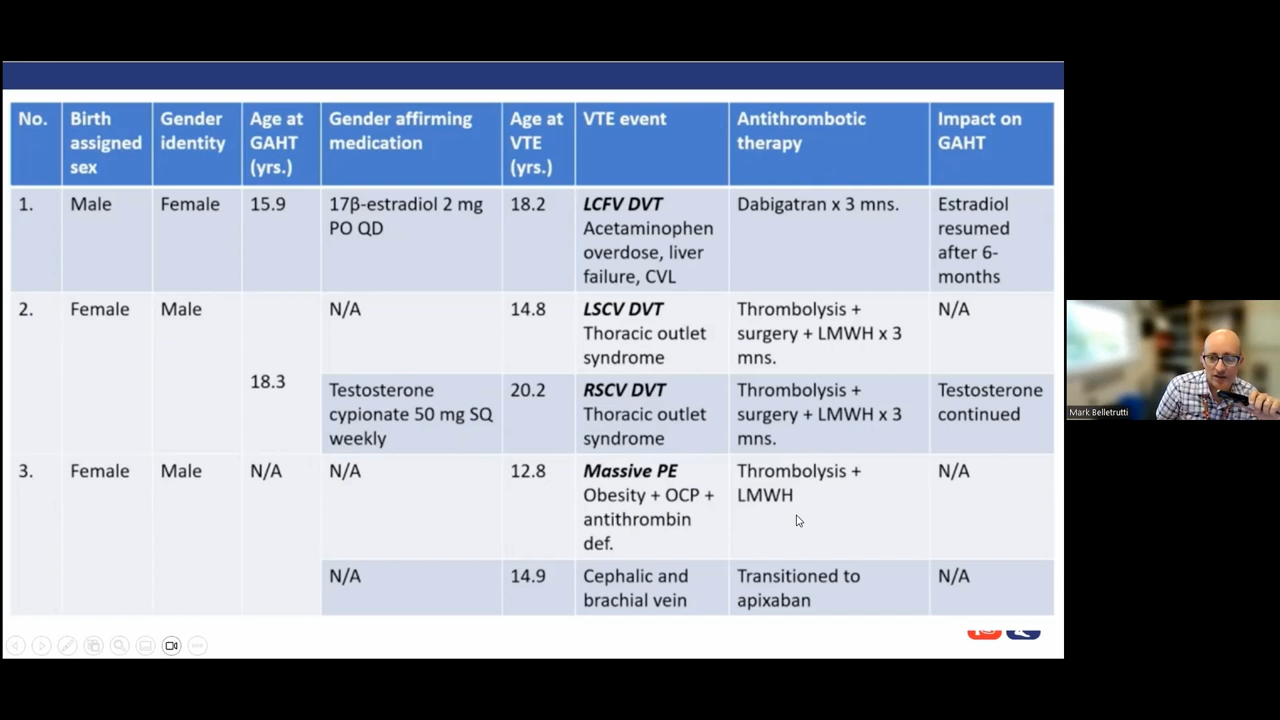 No.
Birth
assigned
sex
Gender
identity
Age at
GAHT
(yrs.)
Gender affirming
medication
Age at
VTE
(yrs.)
VTE event
Antithrombotic
therapy
Impact on
GAHT
1.
Male
Female
15.9
17β-estradiol 2 mg
PO QD
18.2
LCFV DVT
Acetaminophen
overdose, liver
failure, CVL
Dabigatran x 3 mns.
Estradiol
resumed
after 6-
months
2.
Female
Male
18.3
N/A
14.8
LSCV DVT
Thoracic outlet
syndrome
Thrombolysis +
surgery + LMWH x 3
mns.
N/A
Testosterone
cypionate 50 mg SQ
weekly
20.2
RSCV DVT
Thoracic outlet
syndrome
Thrombolysis +
surgery + LMWH x 3
mns.
Testosterone
continued
3.
Female
Male
N/A
N/A
12.8
Massive PE
Obesity + OCP +
antithrombin
def.
Thrombolysis +
LMWH
N/A
N/A
14.9
Cephalic and
brachial vein
Transitioned to
apixaban
N/A
Mark Belletrutti